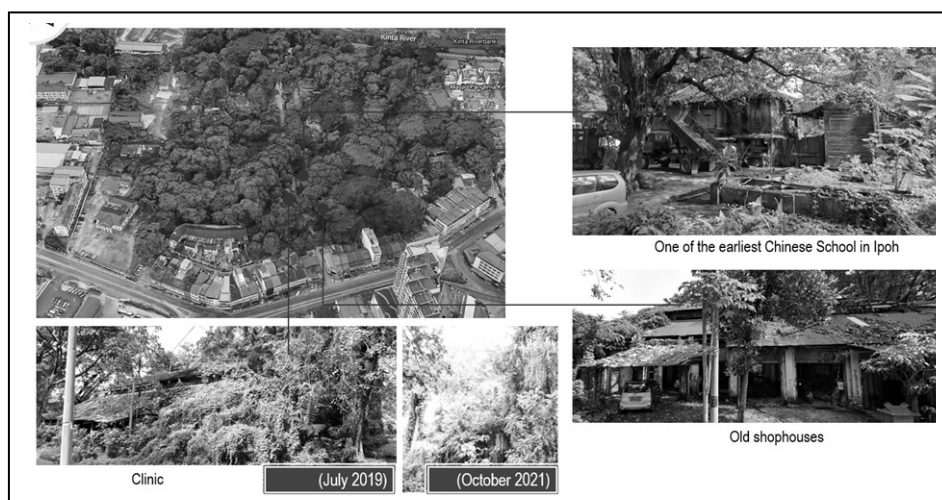 Kinta River
Kinta Riverbank
One of the earliest Chinese School in Ipoh
Old shophouses
Clinic
(July 2019)
(October 2021)